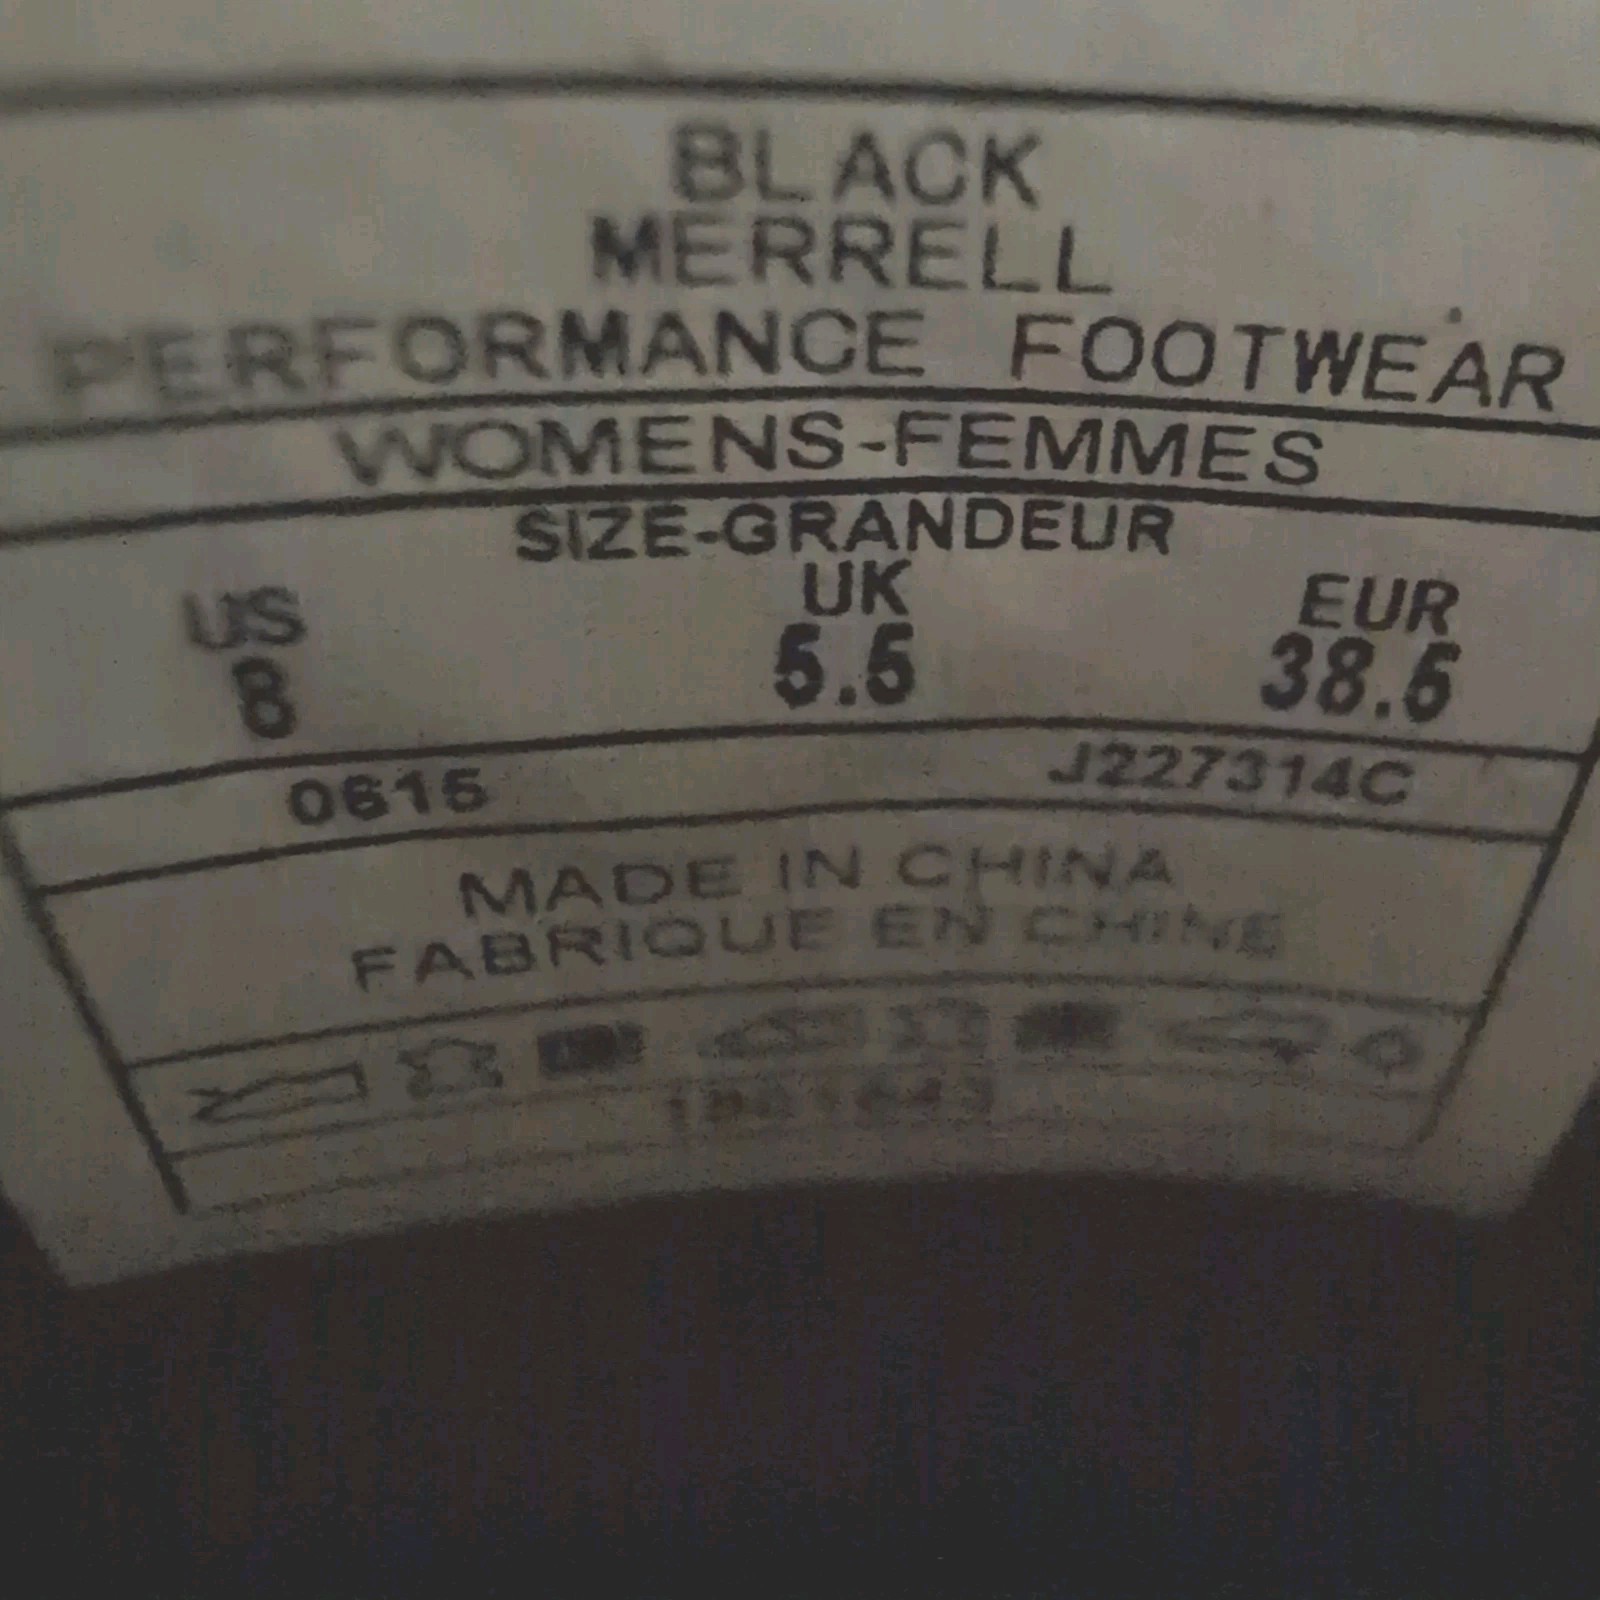 BLACK
MERRELL
PERFORMANCE FOOTWEAR
WOMENS-FEMMES
SIZE-GRANDEUR
US UK EUR
8 5.5 38.5
0615 J227314C
MADE IN CHINA
FABRIQUE EN CHINE